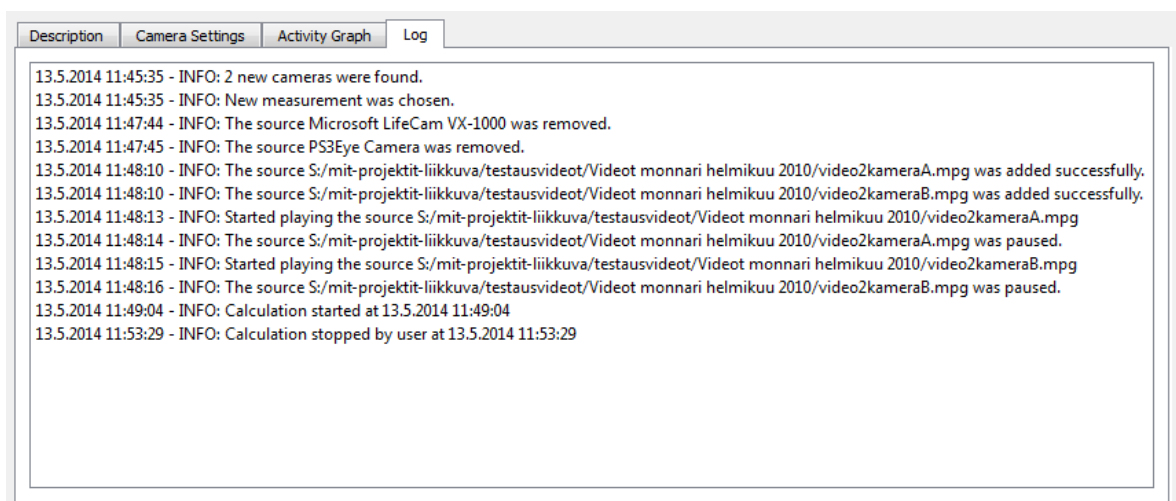 Description Camera Settings Activity Graph Log
13.5.2014 11:45:35 - INFO: 2 new cameras were found.
13.5.2014 11:45:35 - INFO: New measurement was chosen.
13.5.2014 11:47:44 - INFO: The source Microsoft LifeCam VX-1000 was removed.
13.5.2014 11:47:45 - INFO: The source PS3Eye Camera was removed.
13.5.2014 11:48:10 - INFO: The source S:/mit-projektit-liikkuva/testausvideot/Videot monnari helmikuu 2010/video2kameraA.mpg was added successfully.
13.5.2014 11:48:10 - INFO: The source S:/mit-projektit-liikkuva/testausvideot/Videot monnari helmikuu 2010/video2kameraB.mpg was added successfully.
13.5.2014 11:48:13 - INFO: Started playing the source S:/mit-projektit-liikkuva/testausvideot/Videot monnari helmikuu 2010/video2kameraA.mpg
13.5.2014 11:48:14 - INFO: The source S:/mit-projektit-liikkuva/testausvideot/Videot monnari helmikuu 2010/video2kameraA.mpg was paused.
13.5.2014 11:48:15 - INFO: Started playing the source S:/mit-projektit-liikkuva/testausvideot/Videot monnari helmikuu 2010/video2kameraB.mpg
13.5.2014 11:48:16 - INFO: The source S:/mit-projektit-liikkuva/testausvideot/Videot monnari helmikuu 2010/video2kameraB.mpg was paused.
13.5.2014 11:49:04 - INFO: Calculation started at 13.5.2014 11:49:04
13.5.2014 11:53:29 - INFO: Calculation stopped by user at 13.5.2014 11:53:29